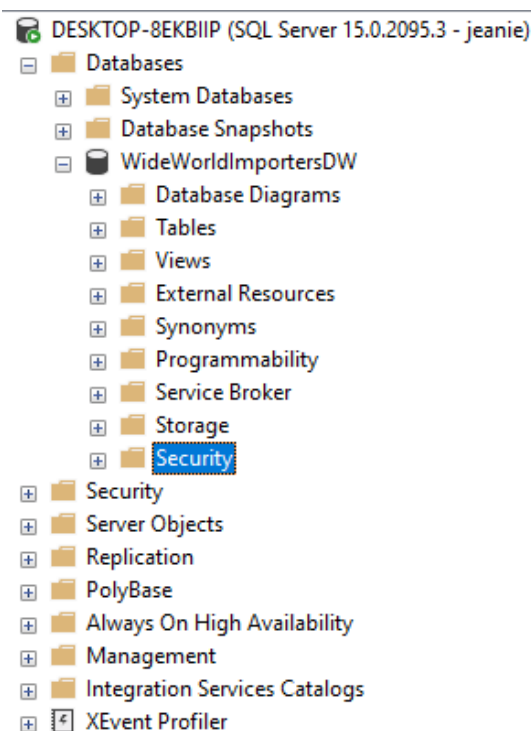 DESKTOP-8EKBIIP (SQL Server 15.0.2095.3 - jeanie)
Databases
System Databases
Database Snapshots
WideWorldImportersDW
Database Diagrams
Tables
Views
External Resources
Synonyms
Programmability
Service Broker
Storage
Security
Security
Server Objects
Replication
PolyBase
Always On High Availability
Management
Integration Services Catalogs
XEvent Profiler